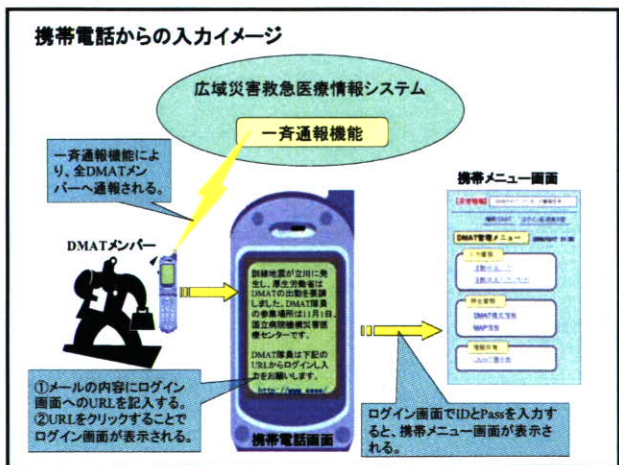 携帯電話からの入力イメージ
広域災害救急医療情報システム
一斉通報機能
一斉通報機能によ
り、全DMATメン
バーへ通報される。
DMATメンバー
訓練地震が立川に発
生し、厚生労働省は
DMATの出動を要請
しました。DMAT隊員
の参集場所は11月1日、
国立病院機構災害医
療センターです。
DMAT隊員は下記の
URLからログインし入
力をお願いします。
携帯電話画面
①メールの内容にログイン
画面へのURLを記入する。
②URLをクリックすることで
ログイン画面が表示される。
携帯メニュー画面
DMAT管理メニュー
MAP情報
ログイン画面でIDとPassを入力す
ると、携帯メニュー画面が表示さ
れる。